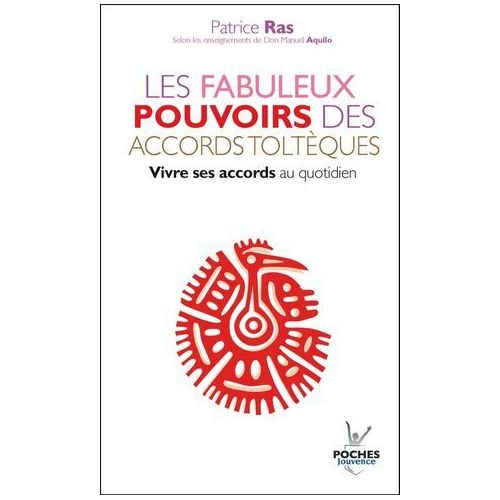 Patrice Ras
Selon les enseignements de Don Manuel Aquilo
LES FABULEUX
POUVOIRS DES
ACCORDS TOLTÈQUES
Vivre ses accords au quotidien
POCHES
Jouvence